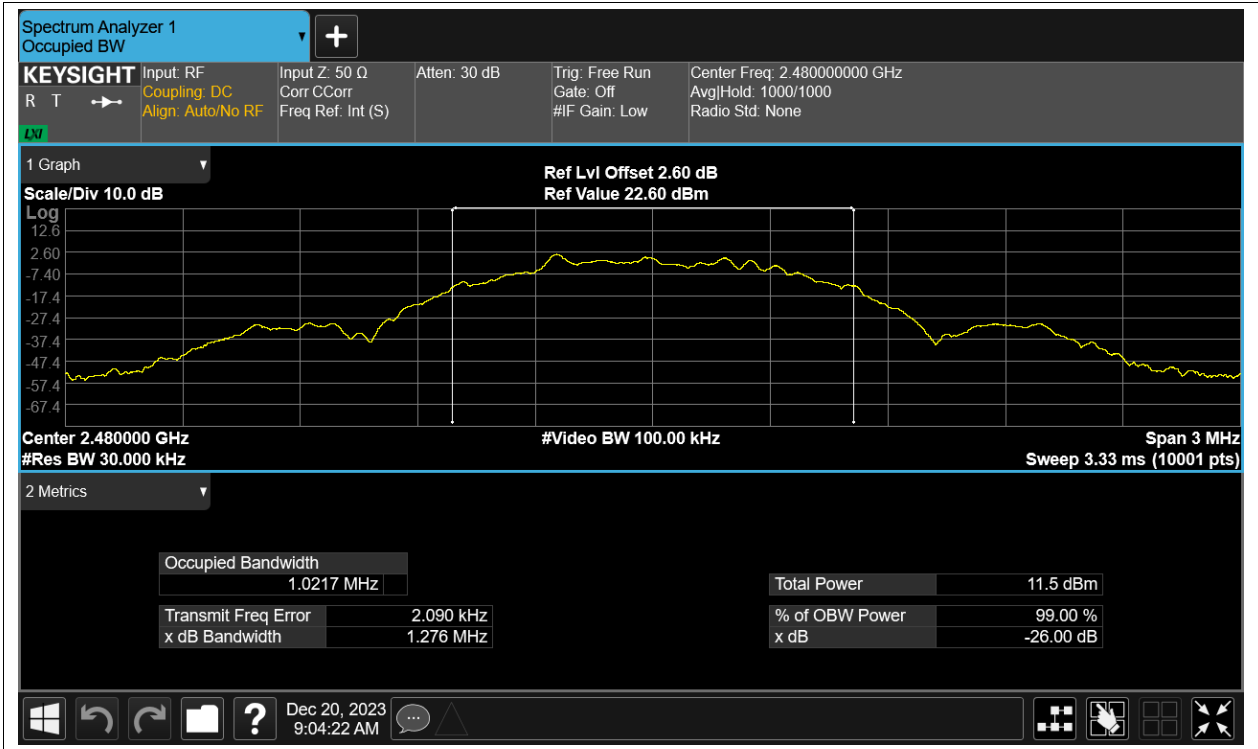 Spectrum Analyzer 1
Occupied BW
KEYSIGHT
R T
LXI
Input: RF
Coupling: DC
Align: Auto/No RF
Input Z: 50 Ω
Corr CCorr
Freq Ref: Int (S)
Atten: 30 dB
Trig: Free Run
Gate: Off
#IF Gain: Low
Center Freq: 2.480000000 GHz
Avg|Hold: 1000/1000
Radio Std: None
1 Graph
Scale/Div 10.0 dB
Ref Lvl Offset 2.60 dB
Ref Value 22.60 dBm
Log
12.6
2.60
-7.40
-17.4
-27.4
-37.4
-47.4
-57.4
-67.4
Center 2.480000 GHz
#Video BW 100.00 kHz
Span 3 MHz
#Res BW 30.000 kHz
Sweep 3.33 ms (10001 pts)
2 Metrics
Occupied Bandwidth
1.0217 MHz
Transmit Freq Error 2.090 kHz
x dB Bandwidth 1.276 MHz
Total Power 11.5 dBm
% of OBW Power 99.00 %
x dB -26.00 dB
?
Dec 20, 2023
9:04:22 AM